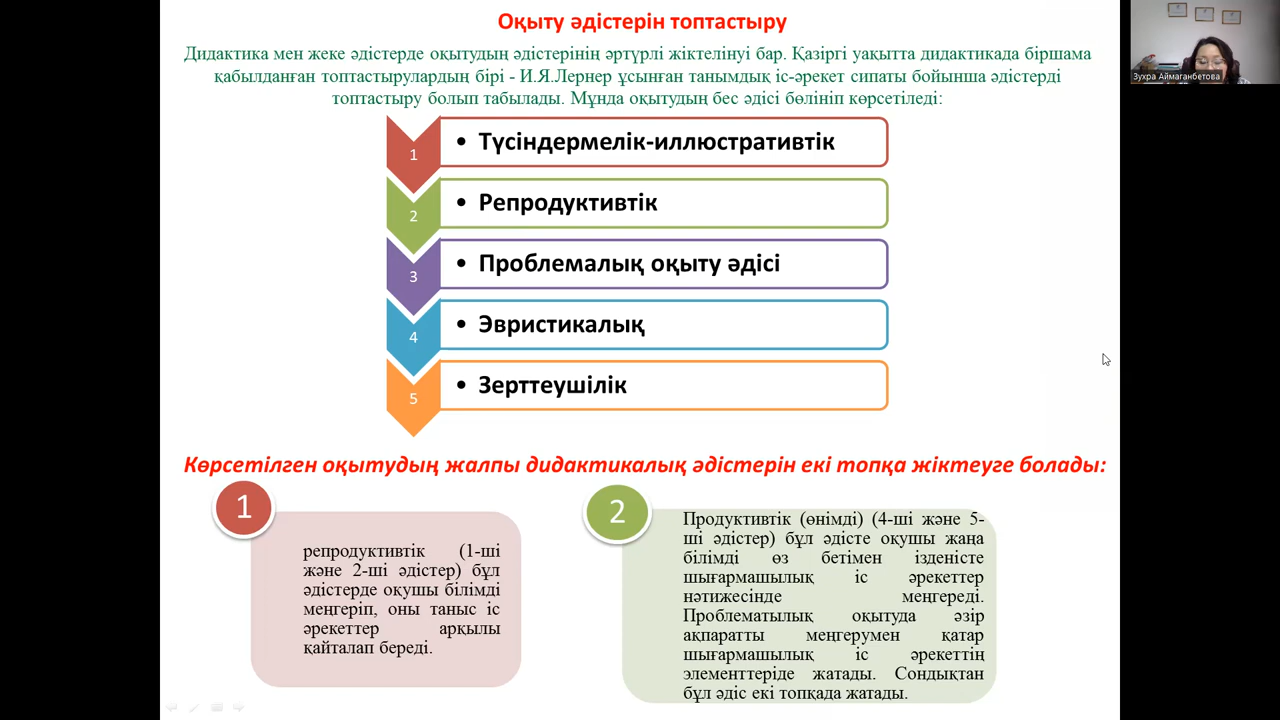 Оқыту әдістерін топтастыру
Дидактика мен жеке әдістерде оқытудың әдістерінің әртүрлі жіктелінуі бар. Қазіргі уақытта дидактикада біршама
қабылданған топтастырулардың бірі - И.Я.Лернер ұсынған танымдық іс-әрекет сипаты бойынша әдістерді
топтастыру болып табылады. Мұнда оқытудың бес әдісі бөлініп көрсетіледі:
1
• Түсіндермелік-иллюстративтік
2
• Репродуктивтік
3
• Проблемалық оқыту әдісі
4
• Эвристикалық
5
• Зерттеушілік
Көрсетілген оқытудың жалпы дидактикалық әдістерін екі топқа жіктеуге болады:
1
репродуктивтік (1-ші
және 2-ші әдістер) бұл
әдістерде оқушы білімді
меңгеріп, оны таныс іс
әрекеттер арқылы
қайталап береді.
2
Продуктивтік (өнімді) (4-ші және 5-
ші әдістер) бұл әдісте оқушы жаңа
білімді өз бетімен ізденісте
шығармашылық іс әрекеттер
нәтижесінде меңгереді.
Проблематылық оқытуда әзір
ақпаратты меңгерумен қатар
шығармашылық іс әрекеттің
элементтеріде жатады. Сондықтан
бұл әдіс екі топқада жатады.
Зухра Аймаганбетова